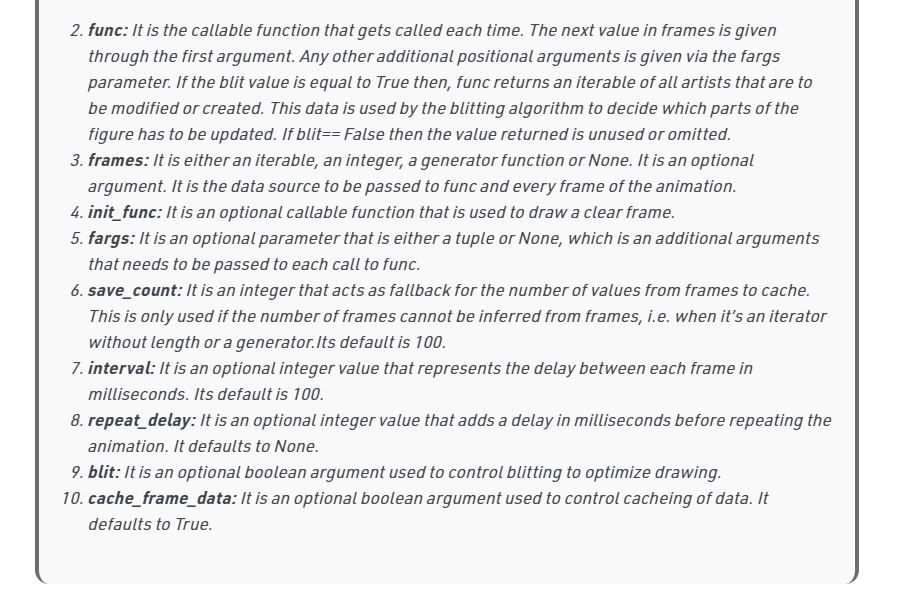 2. func: It is the callable function that gets called each time. The next value in frames is given
through the first argument. Any other additional positional arguments is given via the fargs
parameter. If the blit value is equal to True then, func returns an iterable of all artists that are to
be modified or created. This data is used by the blitting algorithm to decide which parts of the
figure has to be updated. If blit== False then the value returned is unused or omitted.
3. frames: It is either an iterable, an integer, a generator function or None. It is an optional
argument. It is the data source to be passed to func and every frame of the animation.
4. init_func: It is an optional callable function that is used to draw a clear frame.
5. fargs: It is an optional parameter that is either a tuple or None, which is an additional arguments
that needs to be passed to each call to func.
6. save_count: It is an integer that acts as fallback for the number of values from frames to cache.
This is only used if the number of frames cannot be inferred from frames, i.e. when it's an iterator
without length or a generator.Its default is 100.
7. interval: It is an optional integer value that represents the delay between each frame in
milliseconds. Its default is 100.
8. repeat_delay: It is an optional integer value that adds a delay in milliseconds before repeating the
animation. It defaults to None.
9. blit: It is an optional boolean argument used to control blitting to optimize drawing.
10. cache_frame_data: It is an optional boolean argument used to control cacheing of data. It
defaults to True.